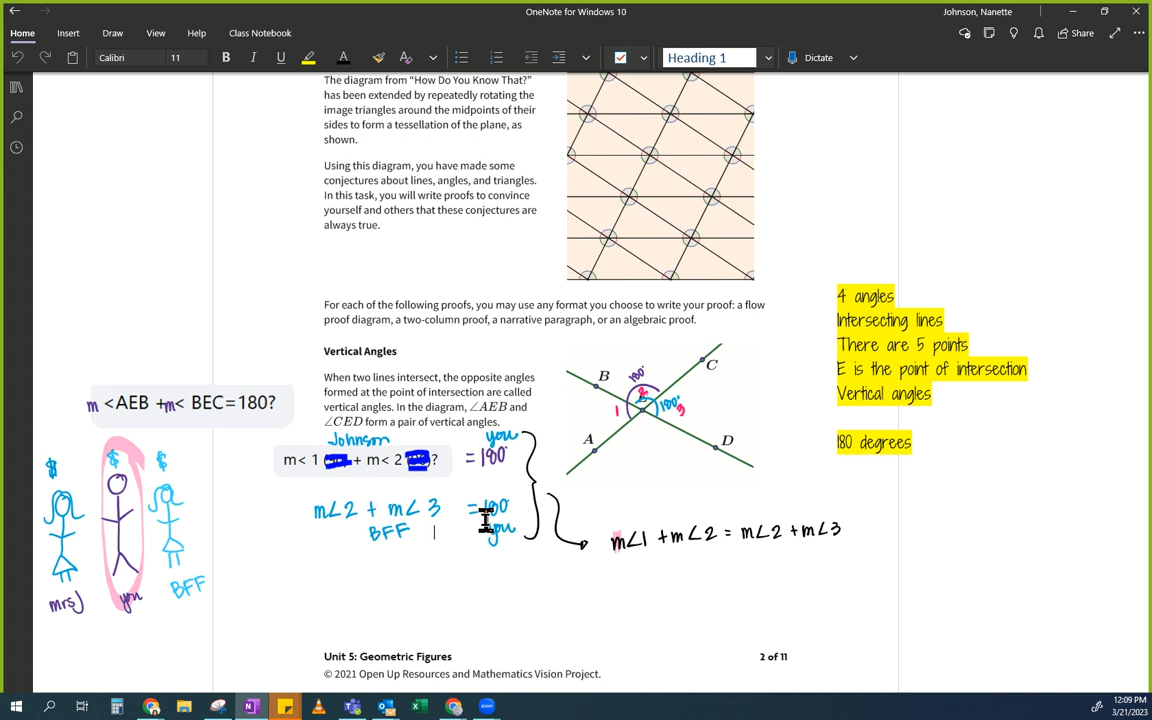 OneNote for Windows 10
Johnson, Nanette
Home Insert Draw View Help Class Notebook
Share
Calibri 11 B I U A Heading 1 Dictate
The diagram from “How Do You Know That?”
has been extended by repeatedly rotating the
image triangles around the midpoints of their
sides to form a tessellation of the plane, as
shown.
Using this diagram, you have made some
conjectures about lines, angles, and triangles.
In this task, you will write proofs to convince
yourself and others that these conjectures are
always true.
For each of the following proofs, you may use any format you choose to write your proof: a flow
proof diagram, a two-column proof, a narrative paragraph, or an algebraic proof.
4 angles
Intersecting lines
There are 5 points
E is the point of intersection
Vertical angles
180 degrees
Vertical Angles
When two lines intersect, the opposite angles
formed at the point of intersection are called
vertical angles. In the diagram, ∠AEB and
∠CED form a pair of vertical angles.
B
C
180°
2
1
180°
3
A
D
m <AEB +m< BEC=180?
Johnson
you
m< 1 + m< 2 ?
= 180°
m∠2 + m∠3 = 180
BFF
you
m∠1 + m∠2 = m∠2 + m∠3
$ $ $
mrsJ you BFF
Unit 5: Geometric Figures
2 of 11
© 2021 Open Up Resources and Mathematics Vision Project.
12:09 PM
3/21/2023